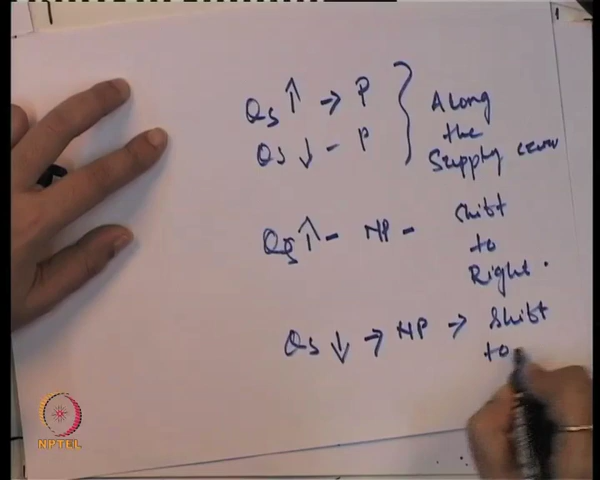 Qs ↑ → P } Along
Qs ↓ - P the
Supply curve
Qs ↑ - NP - Shift
to
Right.
Qs ↓ → NP → Shift
to
NPTEL